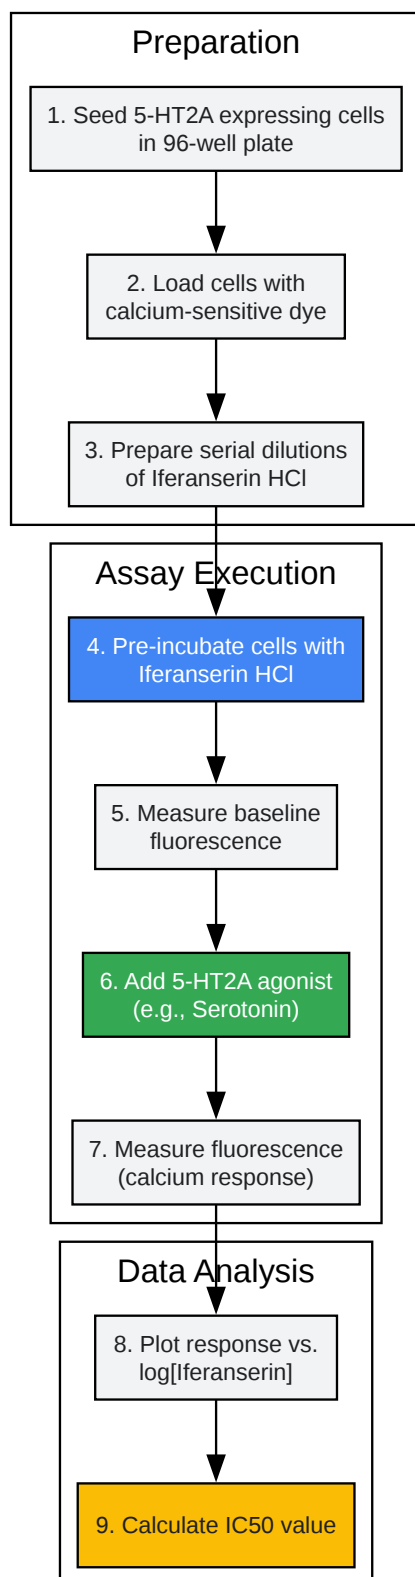 Preparation
1. Seed 5-HT2A expressing cells
in 96-well plate
2. Load cells with
calcium-sensitive dye
3. Prepare serial dilutions
of Iferanserin HCl
Assay Execution
4. Pre-incubate cells with
Iferanserin HCl
5. Measure baseline
fluorescence
6. Add 5-HT2A agonist
(e.g., Serotonin)
7. Measure fluorescence
(calcium response)
Data Analysis
8. Plot response vs.
log[Iferanserin]
9. Calculate IC50 value